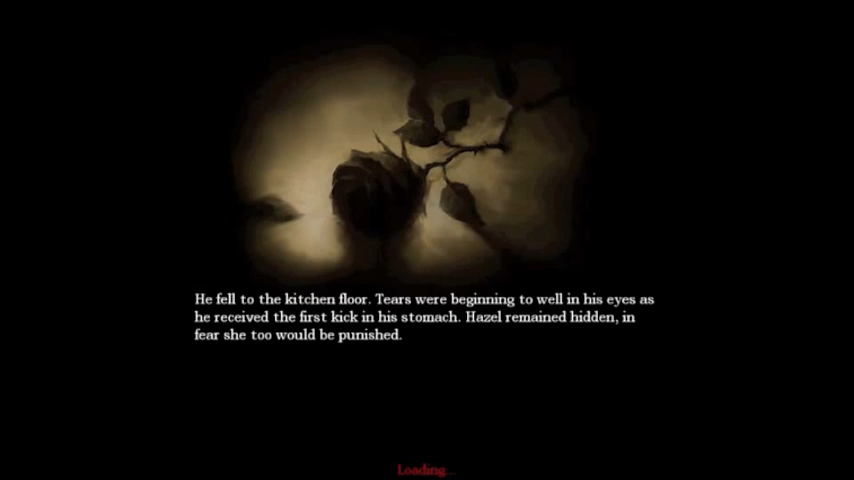 He fell to the kitchen floor. Tears were beginning to well in his eyes as
he received the first kick in his stomach. Hazel remained hidden, in
fear she too would be punished.
Loading...